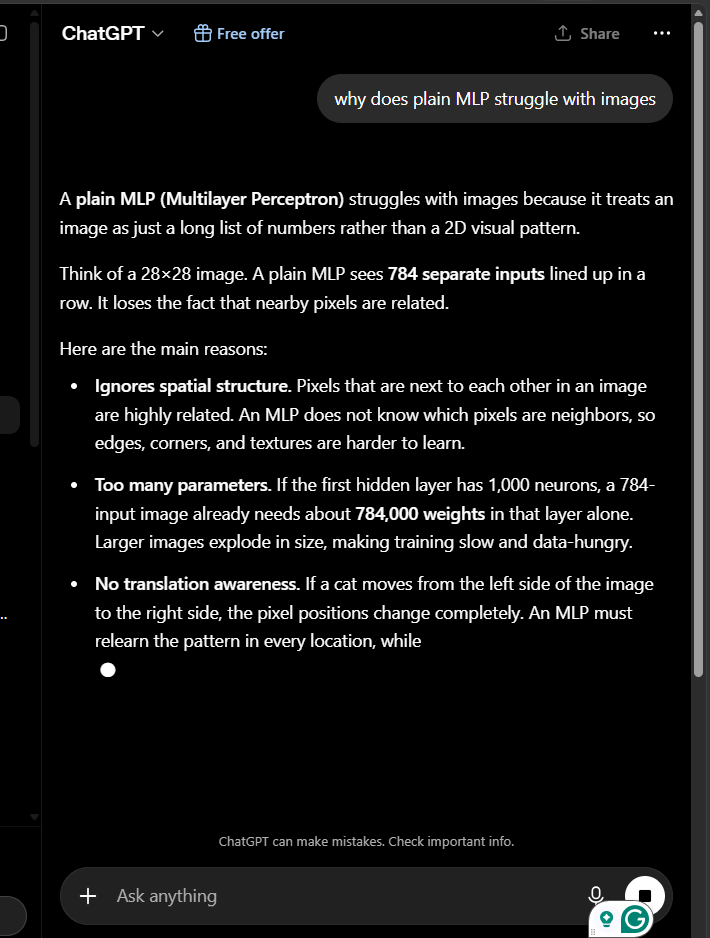 ChatGPT
Free offer
Share
why does plain MLP struggle with images
A plain MLP (Multilayer Perceptron) struggles with images because it treats an
image as just a long list of numbers rather than a 2D visual pattern.
Think of a 28×28 image. A plain MLP sees 784 separate inputs lined up in a
row. It loses the fact that nearby pixels are related.
Here are the main reasons:
• Ignores spatial structure. Pixels that are next to each other in an image
are highly related. An MLP does not know which pixels are neighbors, so
edges, corners, and textures are harder to learn.
• Too many parameters. If the first hidden layer has 1,000 neurons, a 784-
input image already needs about 784,000 weights in that layer alone.
Larger images explode in size, making training slow and data-hungry.
• No translation awareness. If a cat moves from the left side of the image
to the right side, the pixel positions change completely. An MLP must
relearn the pattern in every location, while
ChatGPT can make mistakes. Check important info.
Ask anything